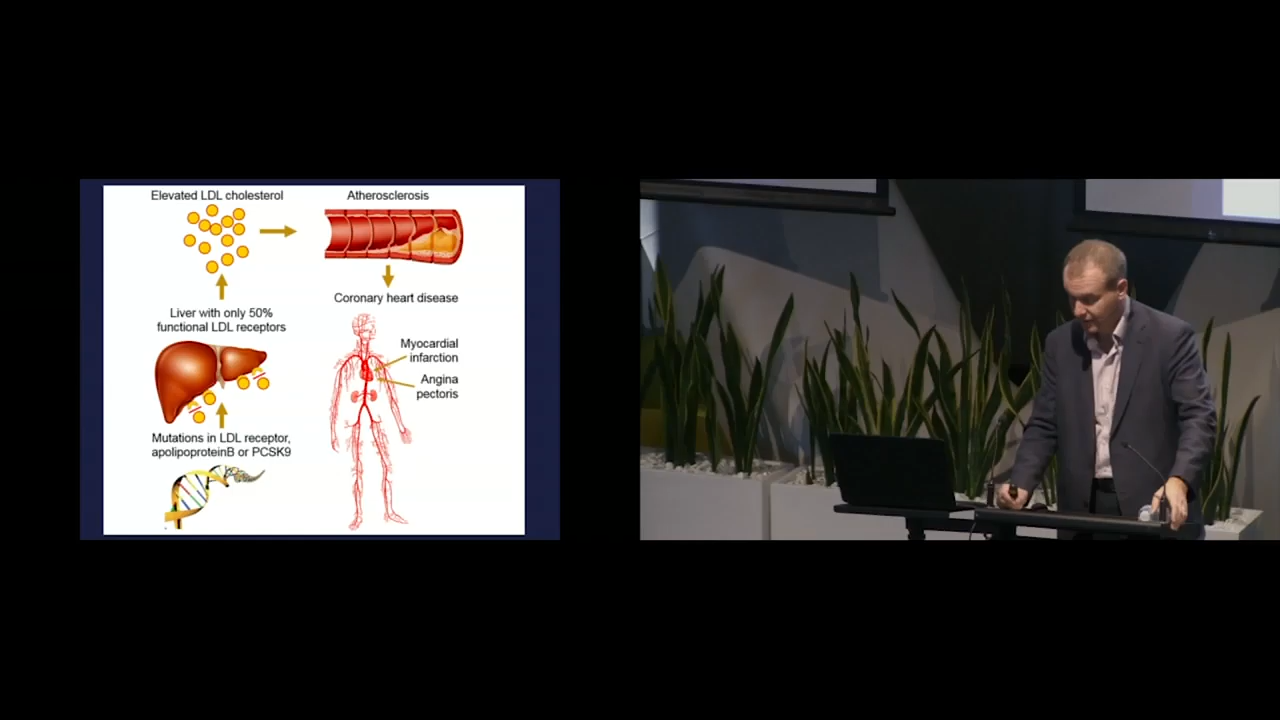 Elevated LDL cholesterol
Atherosclerosis
Coronary heart disease
Liver with only 50%
functional LDL receptors
Myocardial
infarction
Angina
pectoris
Mutations in LDL receptor,
apolipoproteinB or PCSK9